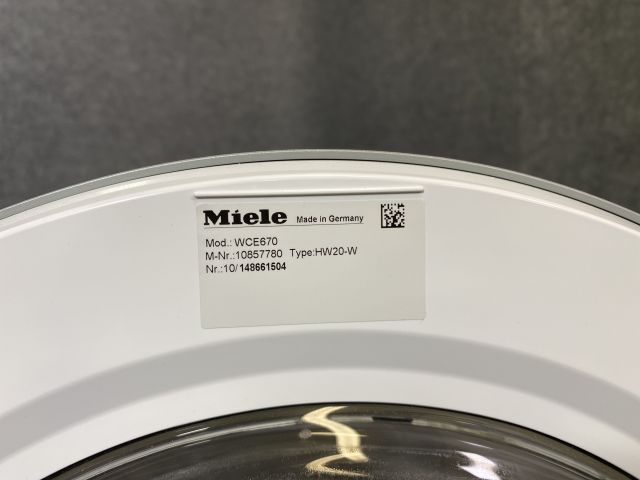 Miele Made in Germany
Mod.: WCE670
M-Nr.:10857780 Type:HW20-W
Nr.:10/148661504